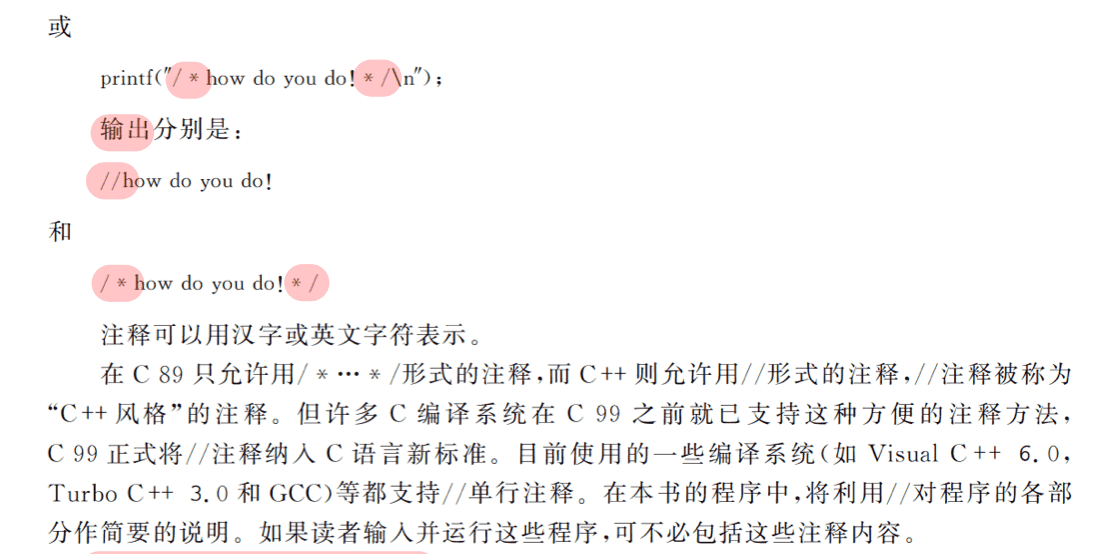 或
printf("/*how do you do!*/\n");
输出分别是:
//how do you do!
和
/*how do you do!*/
注释可以用汉字或英文字符表示。
在 C 89 只允许用/*…*/形式的注释,而 C++ 则允许用//形式的注释,//注释被称为
“C++ 风格”的注释。但许多 C 编译系统在 C 99 之前就已支持这种方便的注释方法,
C 99 正式将//注释纳入 C 语言新标准。目前使用的一些编译系统(如 Visual C++ 6.0,
Turbo C++ 3.0 和 GCC)等都支持//单行注释。在本书的程序中,将利用//对程序的各部
分作简要的说明。如果读者输入并运行这些程序,可不必包括这些注释内容。